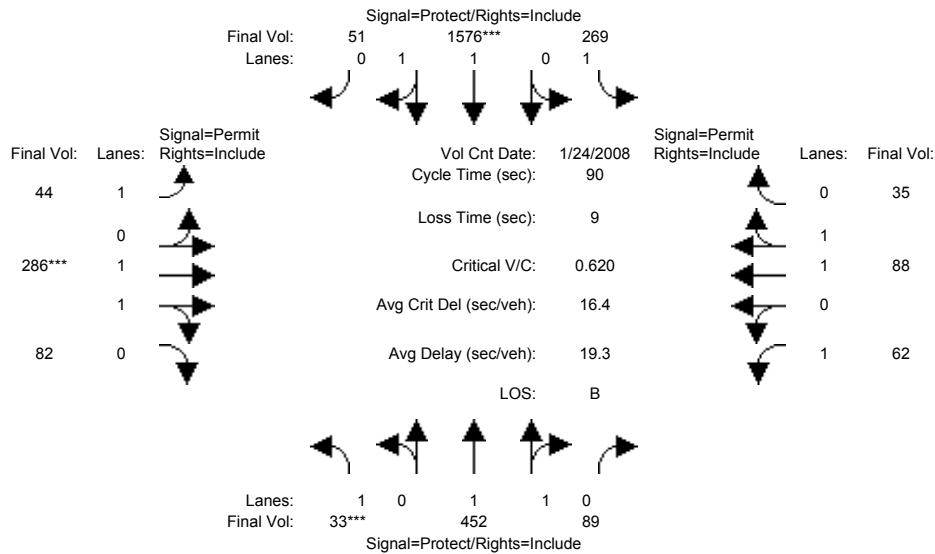 Signal=Protect/Rights=Include
Final Vol: 51 1576*** 269
Lanes: 0 1 1 0 1
Signal=Permit Signal=Permit
Final Vol: Lanes: Rights=Include Vol Cnt Date: 1/24/2008 Rights=Include Lanes: Final Vol:
Cycle Time (sec): 90
44 1 0 35
Loss Time (sec): 9
0 1
286*** 1 Critical V/C: 0.620 1 88
1 Avg Crit Del (sec/veh): 16.4 0
82 0 Avg Delay (sec/veh): 19.3 1 62
LOS: B
Lanes: 1 0 1 1 0
Final Vol: 33*** 452 89
Signal=Protect/Rights=Include